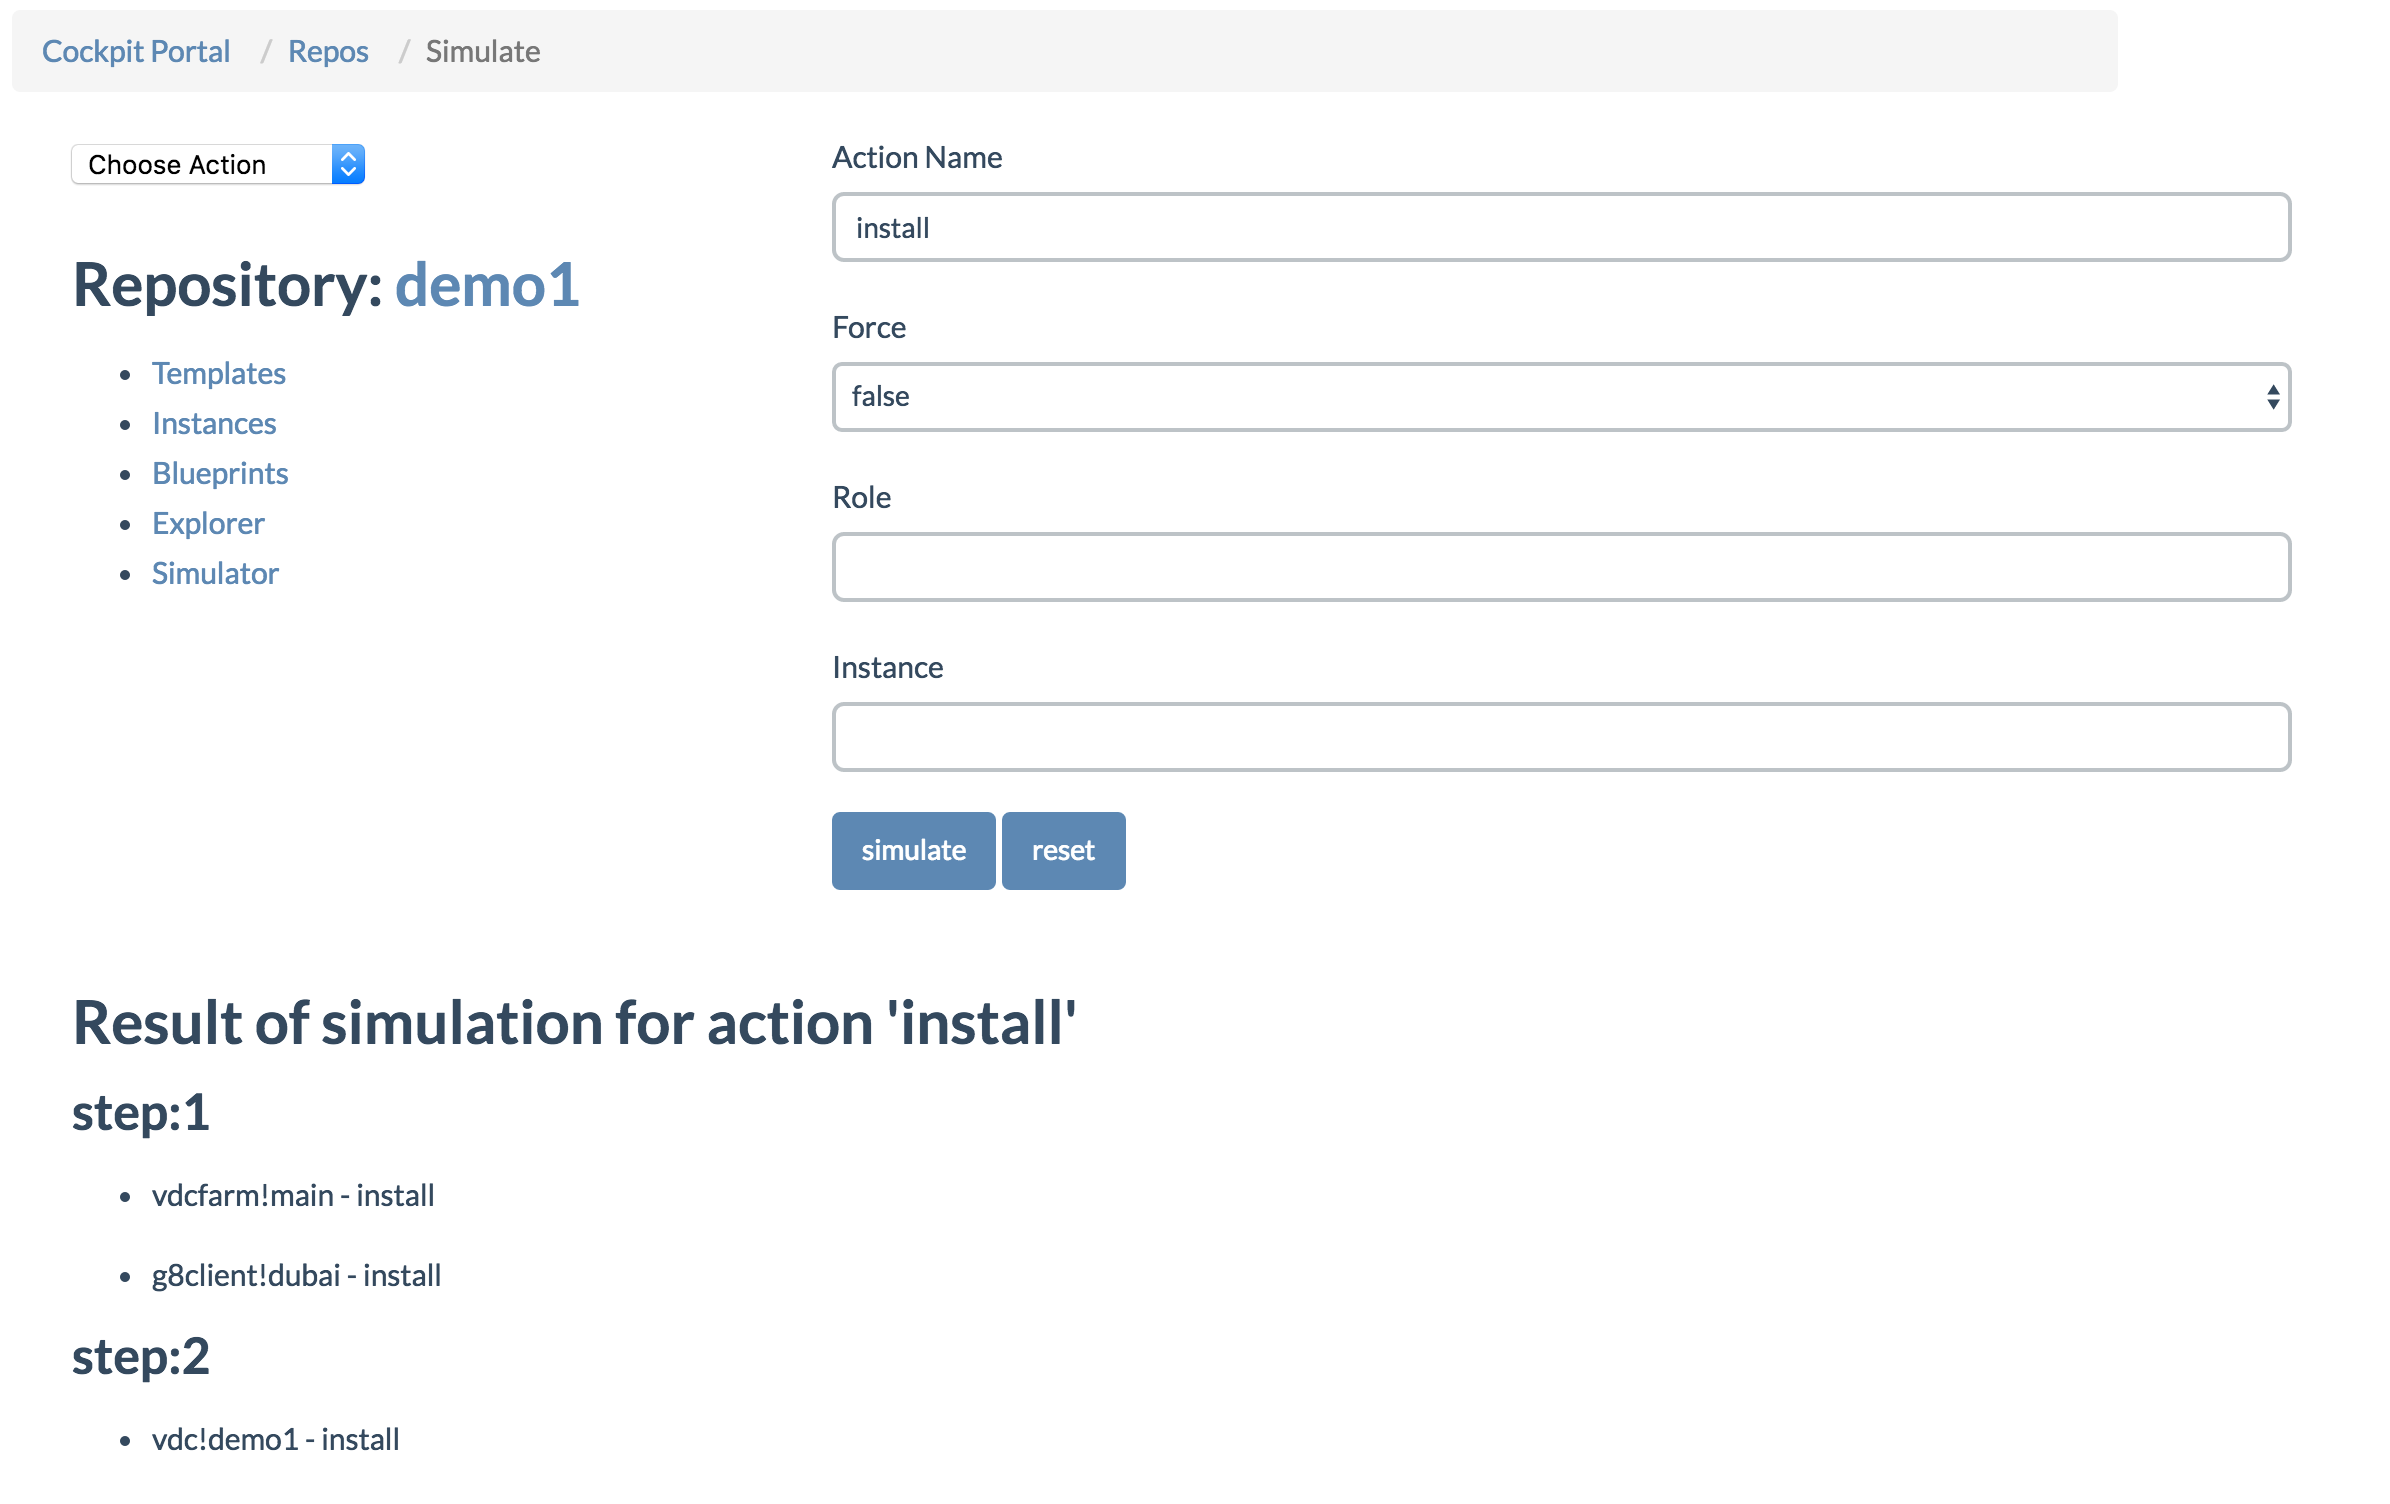 Cockpit Portal / Repos / Simulate
Choose Action
Repository: demo1
• Templates
• Instances
• Blueprints
• Explorer
• Simulator
Action Name
install
Force
false
Role
Instance
simulate reset
Result of simulation for action 'install'
step:1
• vdcfarm!main - install
• g8client!dubai - install
step:2
• vdc!demo1 - install